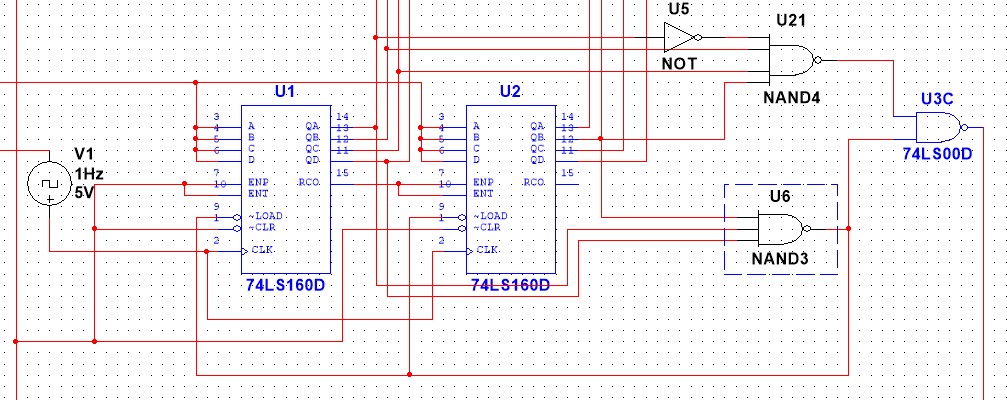 U5
NOT
U21
NAND4
U3C
74LS00D
V1
1Hz
5V
U1
3 A QA 14
4 B QB 13
5 C QC 12
6 D QD 11
7 ENP RCO 15
10 ENT
9 ~LOAD
1 ~CLR
2 CLK
74LS160D
U2
3 A QA 14
4 B QB 13
5 C QC 12
6 D QD 11
7 ENP RCO 15
10 ENT
9 ~LOAD
1 ~CLR
2 CLK
74LS160D
U6
NAND3